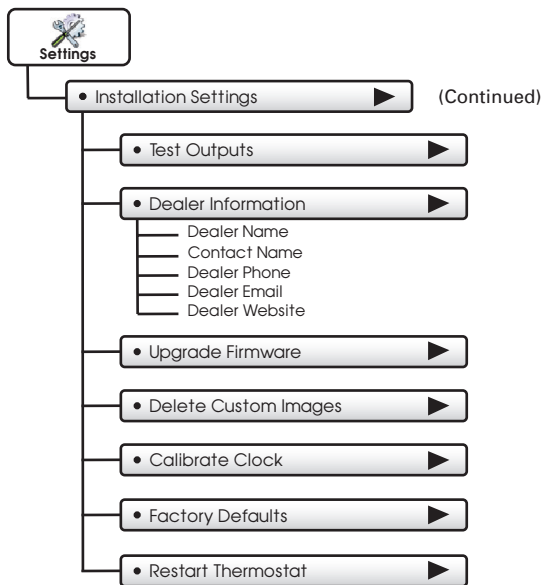 Settings
• Installation Settings
(Continued)
• Test Outputs
• Dealer Information
Dealer Name
Contact Name
Dealer Phone
Dealer Email
Dealer Website
• Upgrade Firmware
• Delete Custom Images
• Calibrate Clock
• Factory Defaults
• Restart Thermostat